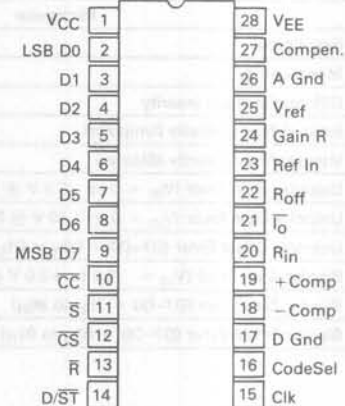 VCC 1 28 VEE
LSB D0 2 27 Compen.
D1 3 26 A Gnd
D2 4 25 Vref
D3 5 24 Gain R
D4 6 23 Ref In
D5 7 22 Roff
D6 8 21 Io
MSB D7 9 20 Rin
CC 10 19 +Comp
S 11 18 –Comp
CS 12 17 D Gnd
R 13 16 CodeSel
D/ST 14 15 Clk